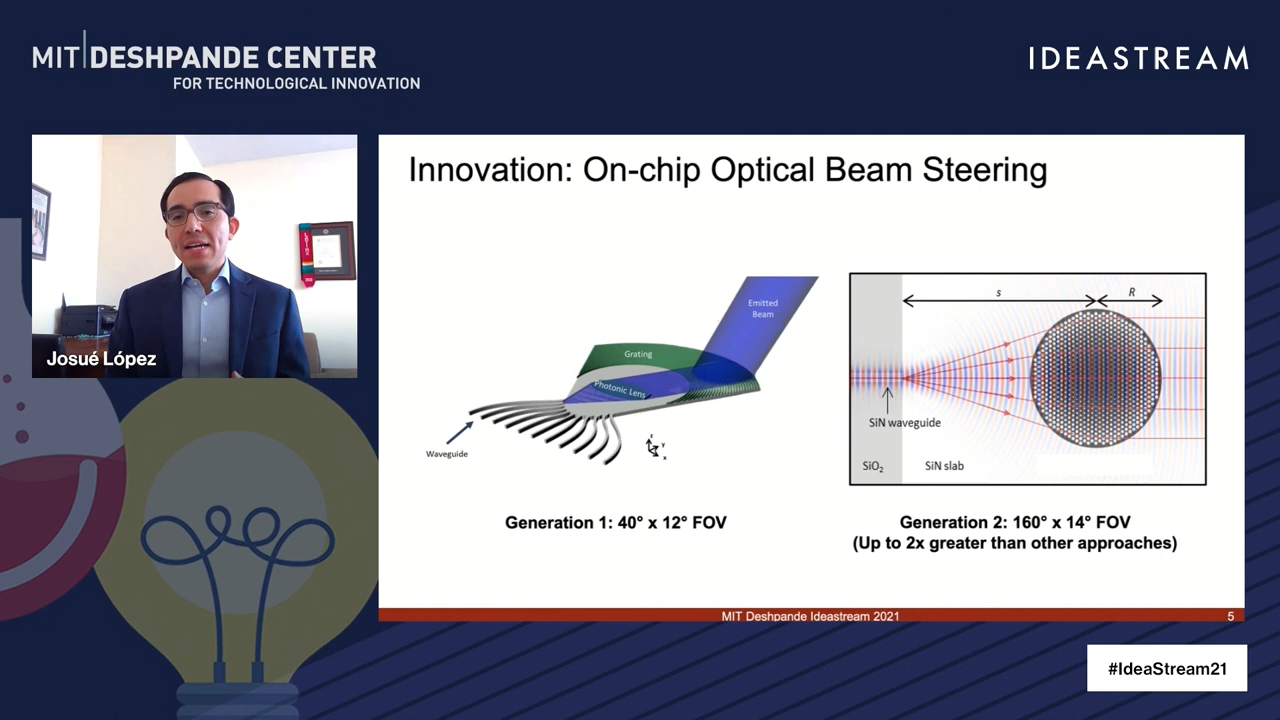 MIT DESHPANDE CENTER
FOR TECHNOLOGICAL INNOVATION
IDEASTREAM
Josué López
Innovation: On-chip Optical Beam Steering
Emitted
Beam
Grating
Photonic Lens
Waveguide
z
y
x
Generation 1: 40° x 12° FOV
s
R
SiN waveguide
SiO₂
SiN slab
Generation 2: 160° x 14° FOV
(Up to 2x greater than other approaches)
MIT Deshpande Ideastream 2021
5
#IdeaStream21